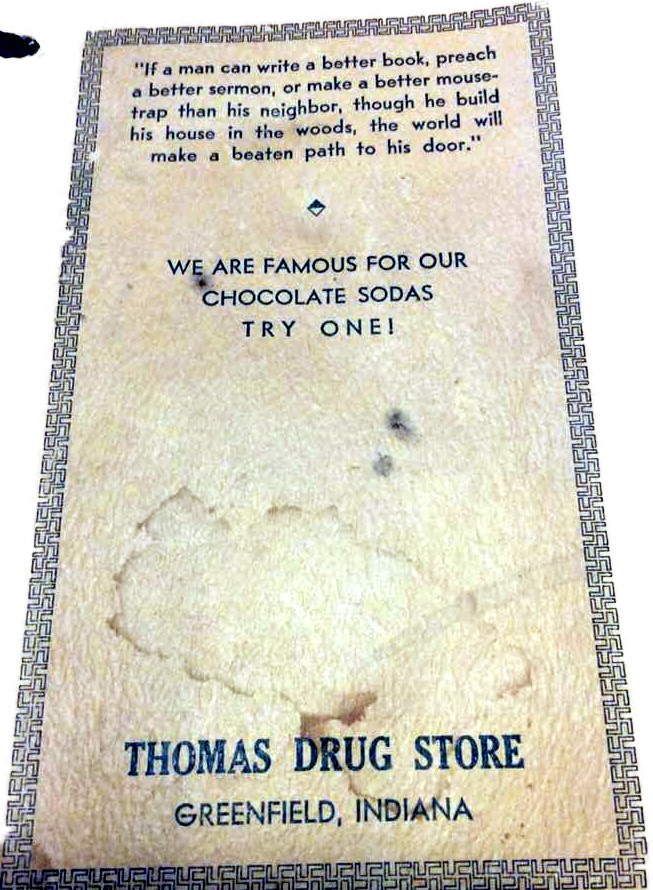 "If a man can write a better book, preach
a better sermon, or make a better mouse-
trap than his neighbor, though he build
his house in the woods, the world will
make a beaten path to his door."
WE ARE FAMOUS FOR OUR
CHOCOLATE SODAS
TRY ONE!
THOMAS DRUG STORE
GREENFIELD, INDIANA